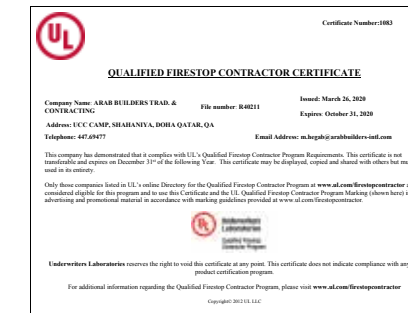 Certificate Number:1083
UL
QUALIFIED FIRESTOP CONTRACTOR CERTIFICATE
Company Name: ARAB BUILDERS TRAD. & CONTRACTING
File number: R40211
Issued: March 26, 2020
Expires: October 31, 2020
Address: UCC CAMP, SHAHANIYA, DOHA QATAR, QA
Telephone: 447.69477
Email Address: m.hegab@arabbuilders-intl.com
This company has demonstrated that it complies with UL's Qualified Firestop Contractor Program Requirements. This certificate is not
transferable and expires on December 31st of the following Year. This certificate may be displayed, copied and shared with others but mu
used in its entirety.
Only those companies listed in UL's online Directory for the Qualified Firestop Contractor Program at www.ul.com/firestopcontractor a
considered eligible for this program and to use this Certificate and the UL Qualified Firestop Contractor Program Marking (shown here) i
advertising and promotional material in accordance with marking guidelines provided at www.ul.com/firestopcontractor.
UL
Underwriters
Laboratories
Qualified Firestop
Contractor Program
Underwriters Laboratories reserves the right to void this certificate at any point. This certificate does not indicate compliance with any
product certification program.
For additional information regarding the Qualified Firestop Contractor Program, please visit www.ul.com/firestopcontractor
Copyright© 2012 UL LLC